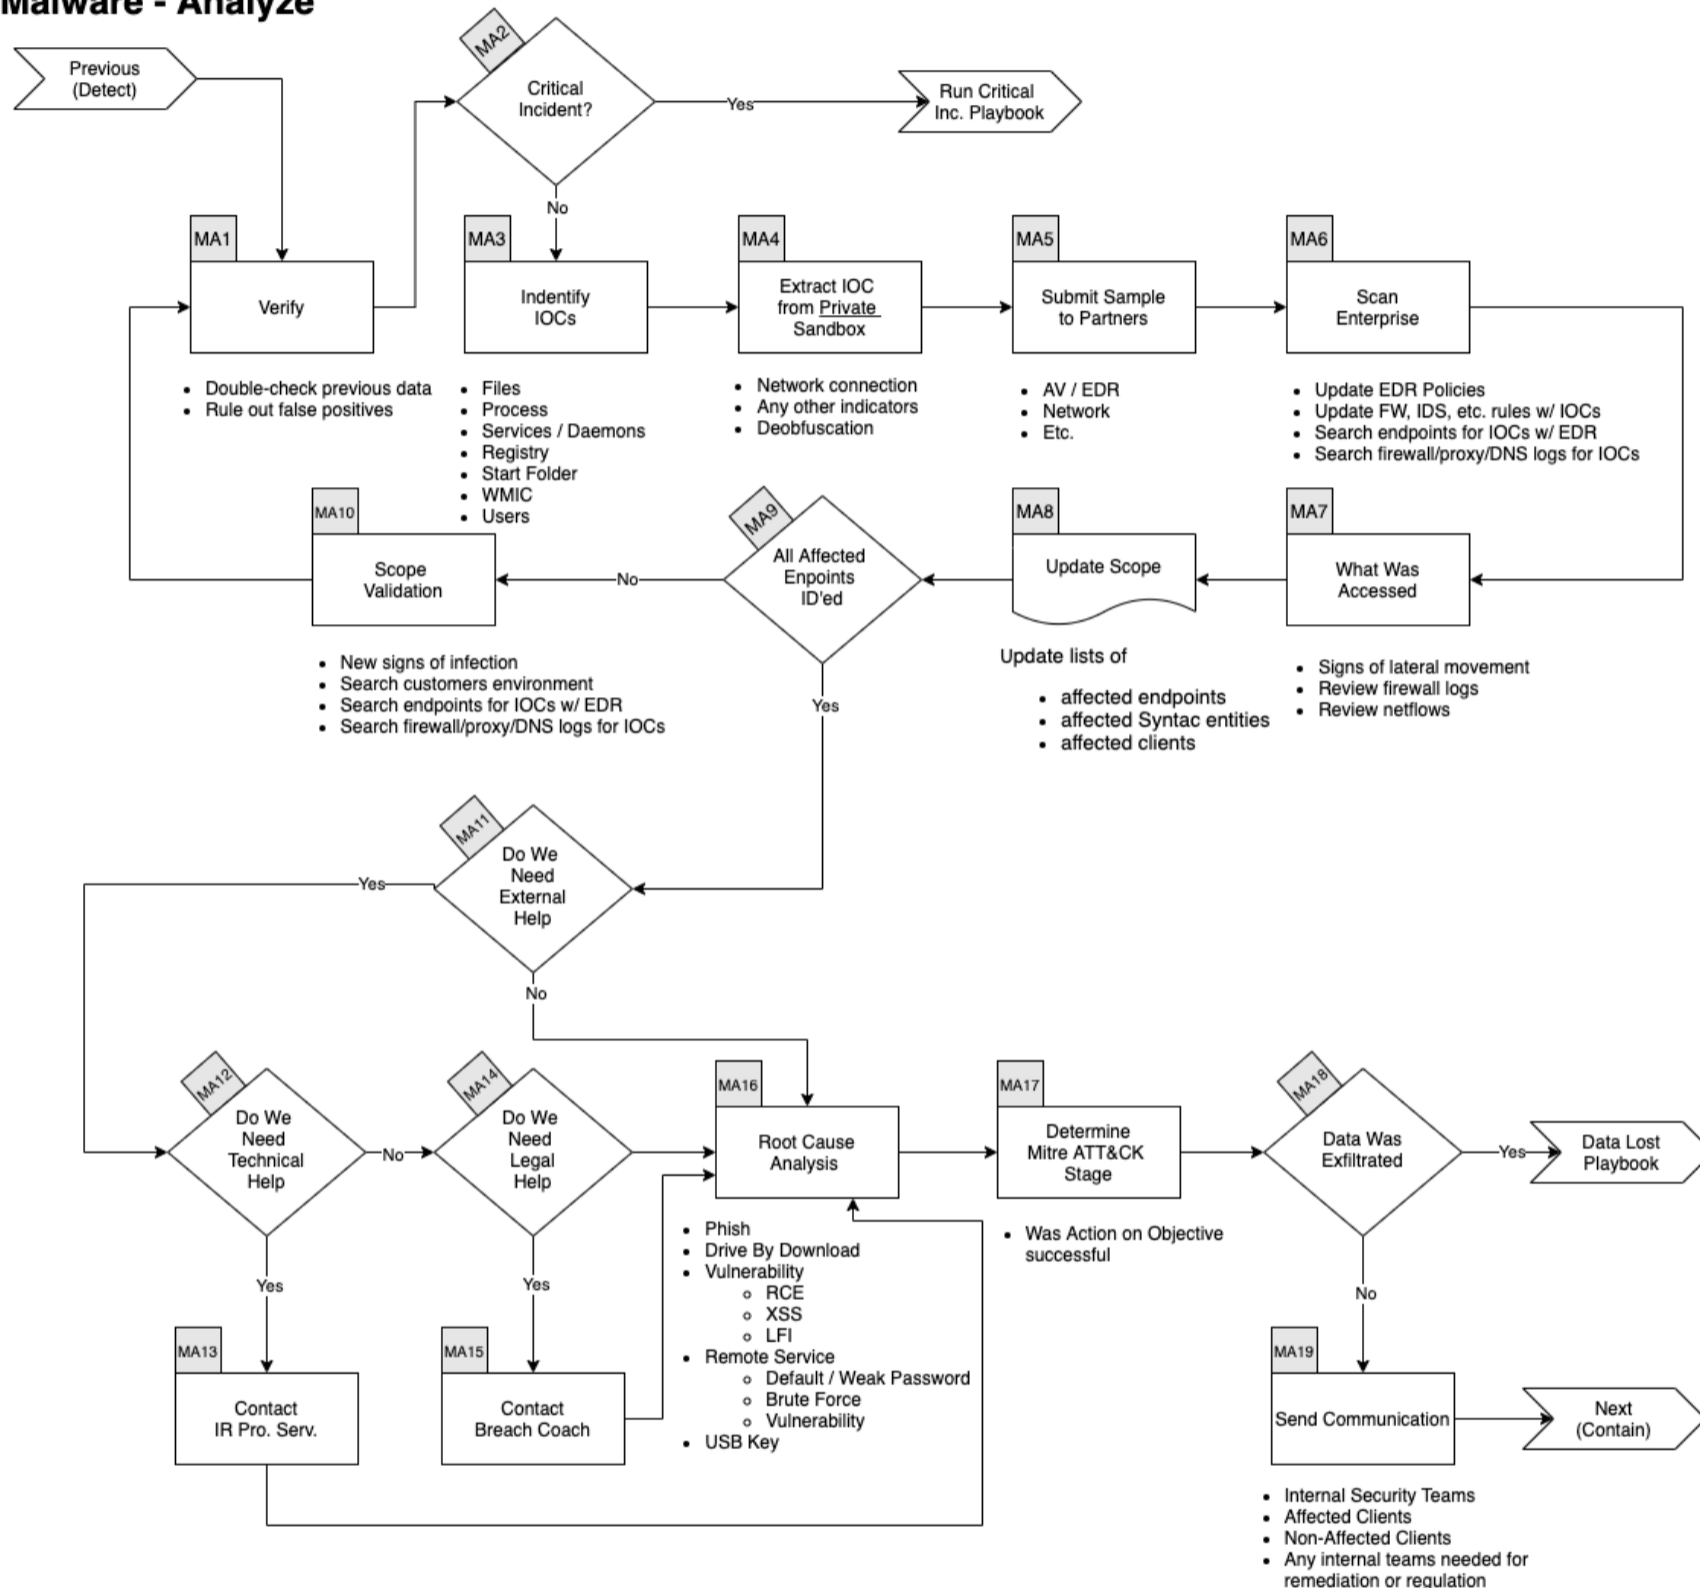 Malware - Analyze
Previous
(Detect)
MA2
Critical
Incident?
Yes
Run Critical
Inc. Playbook
No
MA1
Verify
• Double-check previous data
• Rule out false positives
MA3
Indentify
IOCs
• Files
• Process
• Services / Daemons
• Registry
• Start Folder
• WMIC
• Users
MA4
Extract IOC
from Private
Sandbox
• Network connection
• Any other indicators
• Deobfuscation
MA5
Submit Sample
to Partners
• AV / EDR
• Network
• Etc.
MA6
Scan
Enterprise
• Update EDR Policies
• Update FW, IDS, etc. rules w/ IOCs
• Search endpoints for IOCs w/ EDR
• Search firewall/proxy/DNS logs for IOCs
MA7
What Was
Accessed
• Signs of lateral movement
• Review firewall logs
• Review netflows
MA8
Update Scope
Update lists of
• affected endpoints
• affected Syntac entities
• affected clients
MA9
All Affected
Enpoints
ID'ed
No
MA10
Scope
Validation
• New signs of infection
• Search customers environment
• Search endpoints for IOCs w/ EDR
• Search firewall/proxy/DNS logs for IOCs
Yes
MA11
Do We
Need
External
Help
Yes
No
MA12
Do We
Need
Technical
Help
No
Yes
MA13
Contact
IR Pro. Serv.
MA14
Do We
Need
Legal
Help
Yes
MA15
Contact
Breach Coach
MA16
Root Cause
Analysis
• Phish
• Drive By Download
• Vulnerability
○ RCE
○ XSS
○ LFI
• Remote Service
○ Default / Weak Password
○ Brute Force
○ Vulnerability
• USB Key
MA17
Determine
Mitre ATT&CK
Stage
• Was Action on Objective
successful
MA18
Data Was
Exfiltrated
Yes
Data Lost
Playbook
No
MA19
Send Communication
Next
(Contain)
• Internal Security Teams
• Affected Clients
• Non-Affected Clients
• Any internal teams needed for
remediation or regulation